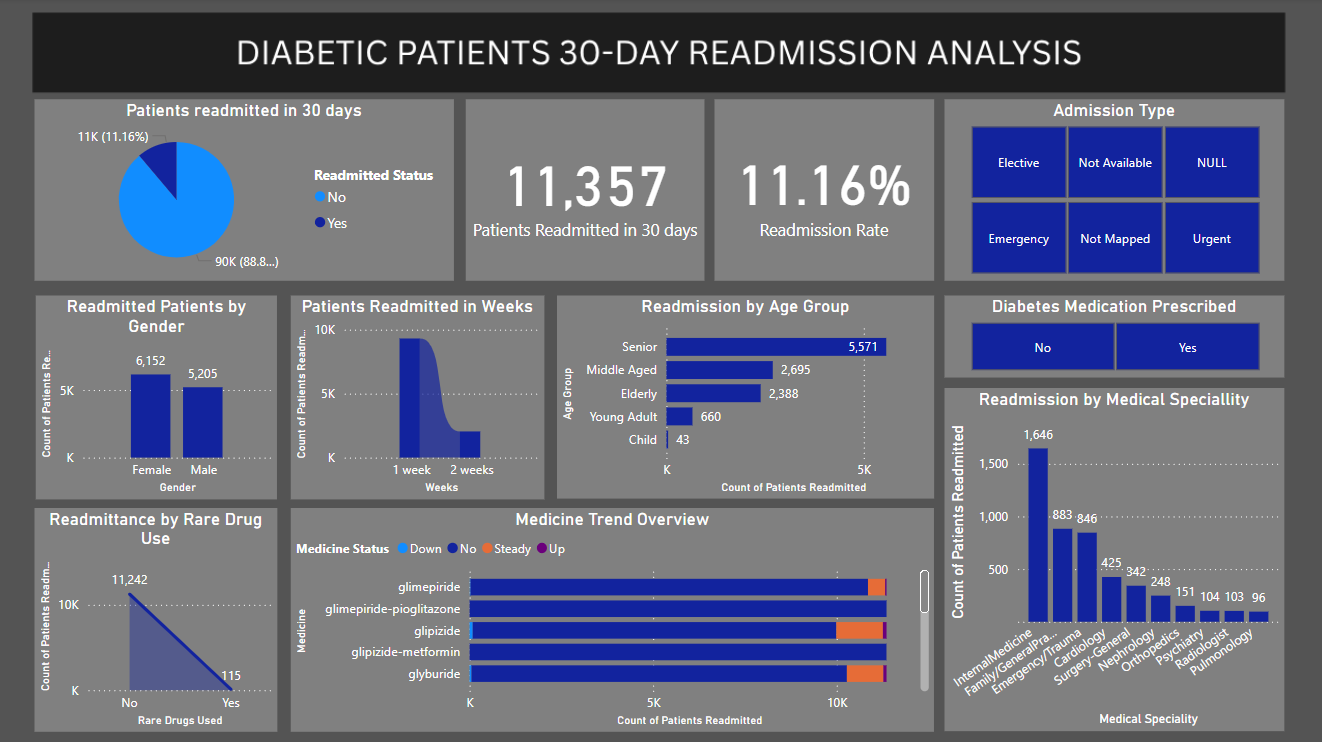 DIABETIC PATIENTS 30-DAY READMISSION ANALYSIS
Patients readmitted in 30 days
11K (11.16%)
90K (88.8...)
Readmitted Status
No
Yes
11,357
Patients Readmitted in 30 days
11.16%
Readmission Rate
Admission Type
Elective
Not Available
NULL
Emergency
Not Mapped
Urgent
Readmitted Patients by
Gender
Count of Patients Re...
5K
K
6,152
5,205
Female
Male
Gender
Patients Readmitted in Weeks
Count of Patients Readm...
10K
5K
K
1 week
2 weeks
Weeks
Readmission by Age Group
Age Group
Senior
5,571
Middle Aged
2,695
Elderly
2,388
Young Adult
660
Child
43
K
5K
Count of Patients Readmitted
Diabetes Medication Prescribed
No
Yes
Readmission by Medical Speciallity
Count of Patients Readmitted
1,500
1,000
500
1,646
883
846
425
342
248
151
104
103
96
InternalMedicine
Family/GeneralPra...
Emergency/Trauma
Cardiology
Surgery-General
Nephrology
Orthopedics
Psychiatry
Radiologist
Pulmonology
Medical Speciality
Readmittance by Rare Drug
Use
Count of Patients Readm...
10K
K
11,242
115
No
Yes
Rare Drugs Used
Medicine Trend Overview
Medicine Status
Down
No
Steady
Up
Medicine
glimepiride
glimepiride-pioglitazone
glipizide
glipizide-metformin
glyburide
K
5K
10K
Count of Patients Readmitted